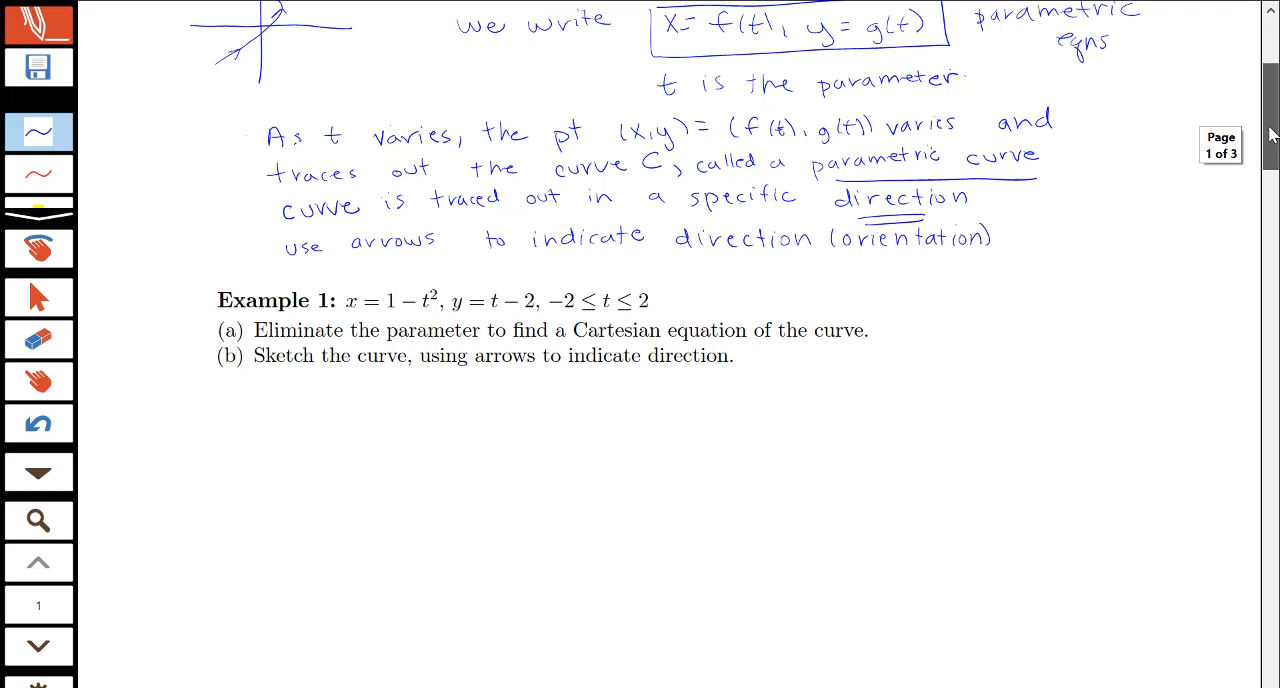 we write x = f(t), y = g(t) parametric
eqns
t is the parameter.
As t varies, the pt (x,y) = (f(t), g(t)) varies and
traces out the curve C, called a parametric curve
curve is traced out in a specific direction
use arrows to indicate direction (orientation)
Page
1 of 3
Example 1: x = 1 − t², y = t − 2, −2 ≤ t ≤ 2
(a) Eliminate the parameter to find a Cartesian equation of the curve.
(b) Sketch the curve, using arrows to indicate direction.
1